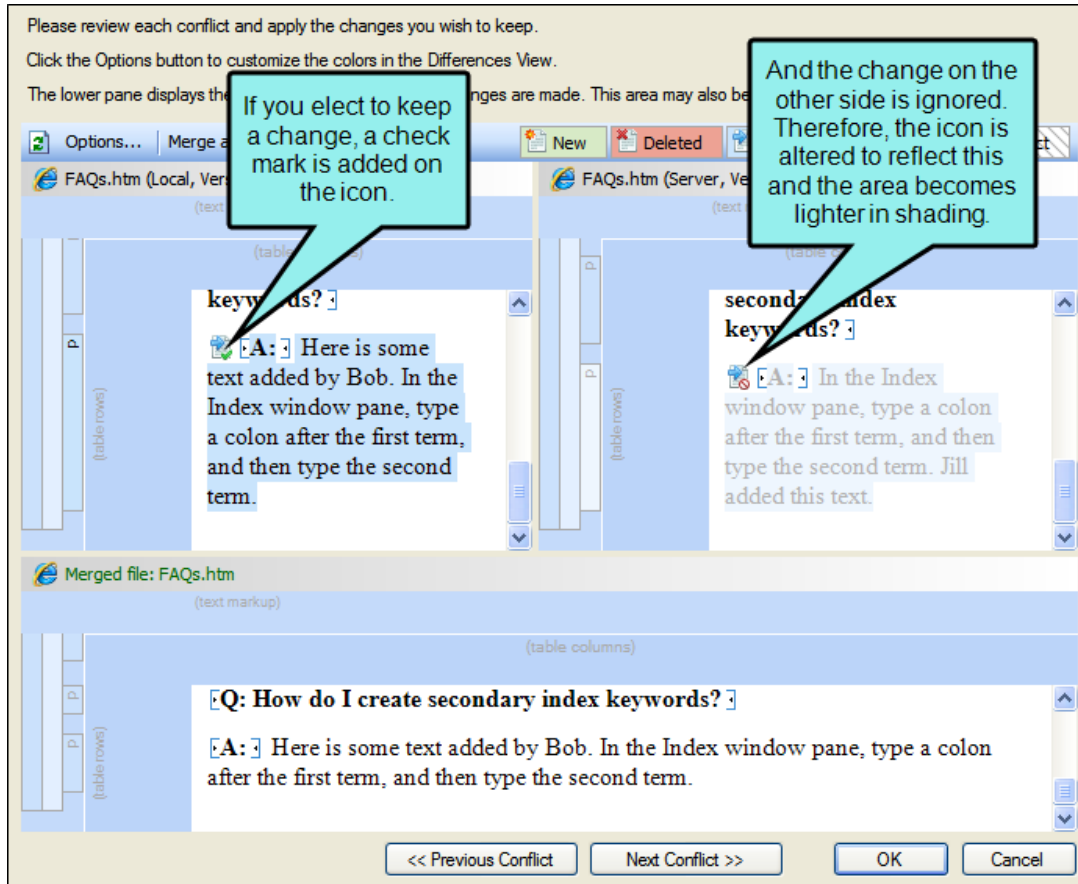 Please review each conflict and apply the changes you wish to keep.
Click the Options button to customize the colors in the Differences View.
The lower pane displays the
nges are made. This area may also be
If you elect to keep
a change, a check
mark is added on
the icon.
And the change on the
other side is ignored.
Therefore, the icon is
altered to reflect this
and the area becomes
lighter in shading.
Options... Merge a
New Deleted
FAQs.htm (Local, Vers
FAQs.htm (Server, Ve
(text
(text
(table
(table
P
P
(table rows)
keywords?
A: Here is some
text added by Bob. In the
Index window pane, type
a colon after the first term,
and then type the second
term.
P
P
(table rows)
secondary index
keywords?
A: In the Index
window pane, type a colon
after the first term, and then
type the second term. Jill
added this text.
Merged file: FAQs.htm
(text markup)
(table columns)
P
P
(table rows)
Q: How do I create secondary index keywords?
A: Here is some text added by Bob. In the Index window pane, type a colon
after the first term, and then type the second term.
<< Previous Conflict Next Conflict >> OK Cancel